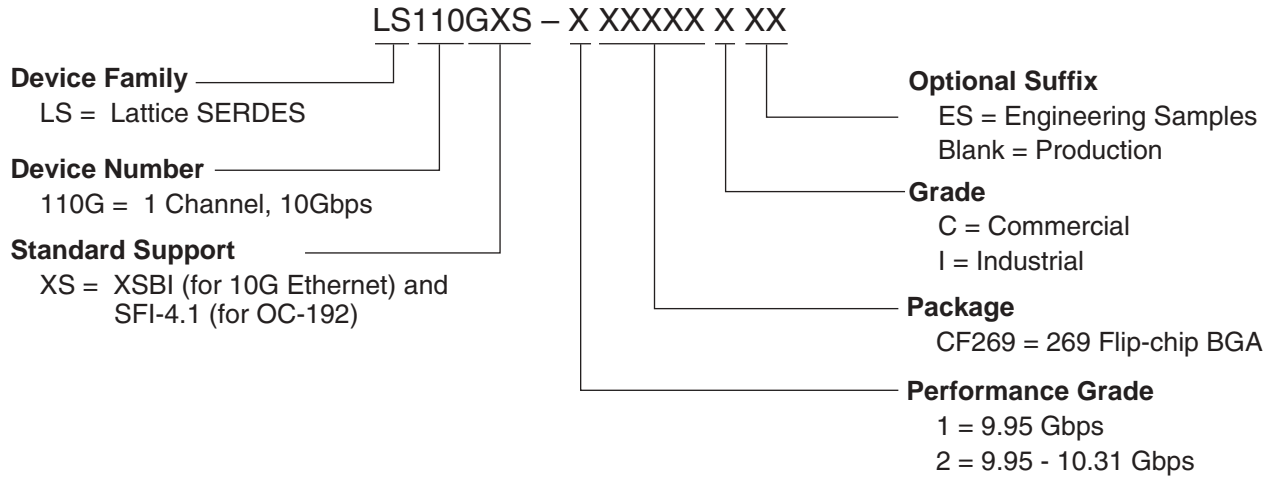 LS110GXS – X XXXXX X XX
Device Family
LS = Lattice SERDES
Device Number
110G = 1 Channel, 10Gbps
Standard Support
XS = XSBI (for 10G Ethernet) and
SFI-4.1 (for OC-192)
Optional Suffix
ES = Engineering Samples
Blank = Production
Grade
C = Commercial
I = Industrial
Package
CF269 = 269 Flip-chip BGA
Performance Grade
1 = 9.95 Gbps
2 = 9.95 - 10.31 Gbps